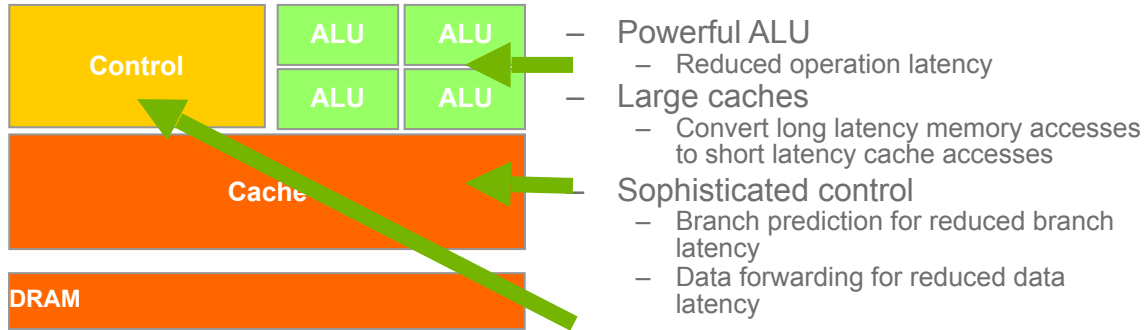 Control
ALU
ALU
ALU
ALU
Cache
DRAM
– Powerful ALU
– Reduced operation latency
– Large caches
– Convert long latency memory accesses
to short latency cache accesses
– Sophisticated control
– Branch prediction for reduced branch
latency
– Data forwarding for reduced data
latency